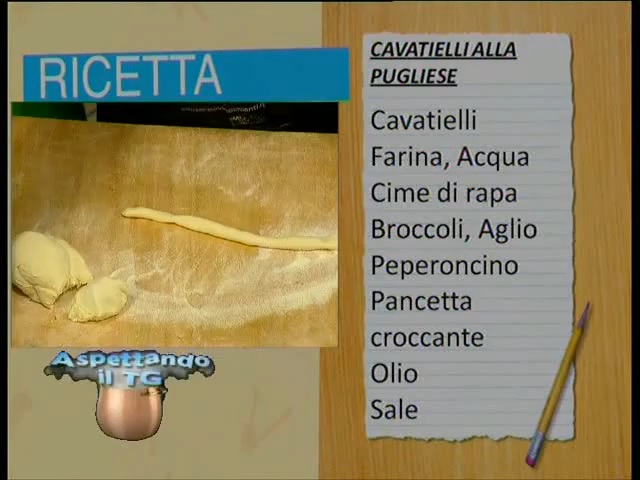 RICETTA
CAVATIELLI ALLA
PUGLIESE
Cavatielli
Farina, Acqua
Cime di rapa
Broccoli, Aglio
Peperoncino
Pancetta
croccante
Olio
Sale
Aspettando
il TG